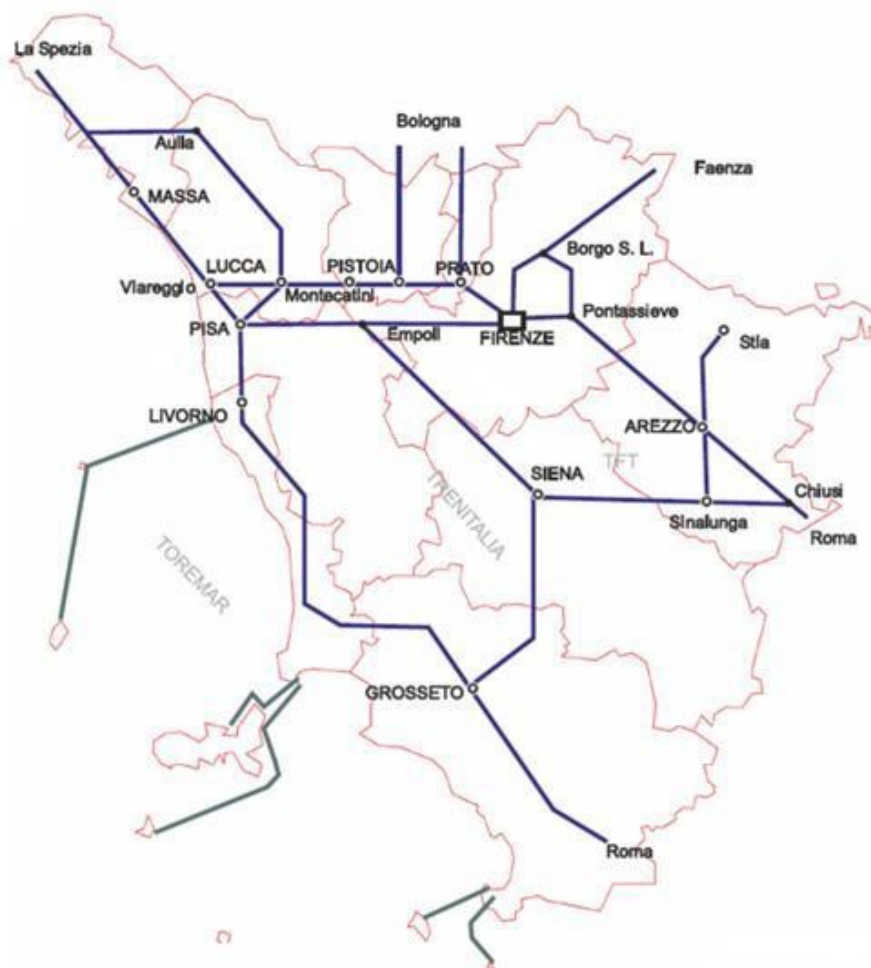 La Spezia
Bologna
Aulla
Faenza
MASSA
Borgo S. L.
LUCCA
PISTOIA
PRATO
Viareggio
Montecatini
Pontassieve
PISA
Empoli
FIRENZE
Stia
LIVORNO
AREZZO
TFT
SIENA
Chiusi
TRENITALIA
Sinalunga
Roma
TOREMAR
GROSSETO
Roma